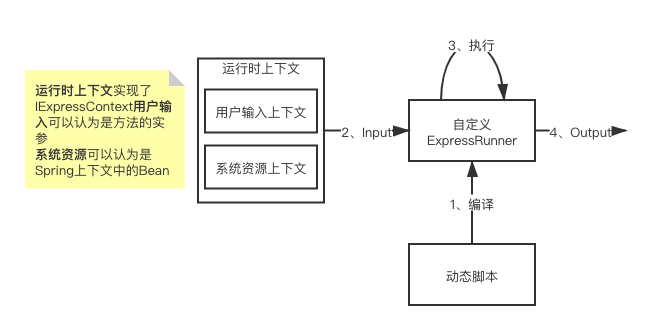 运行时上下文实现了
IExpressContext用户输
入可以认为是方法的实
参
系统资源可以认为是
Spring上下文中的Bean
运行时上下文
用户输入上下文
系统资源上下文
2、Input
3、执行
自定义
ExpressRunner
4、Output
1、编译
动态脚本